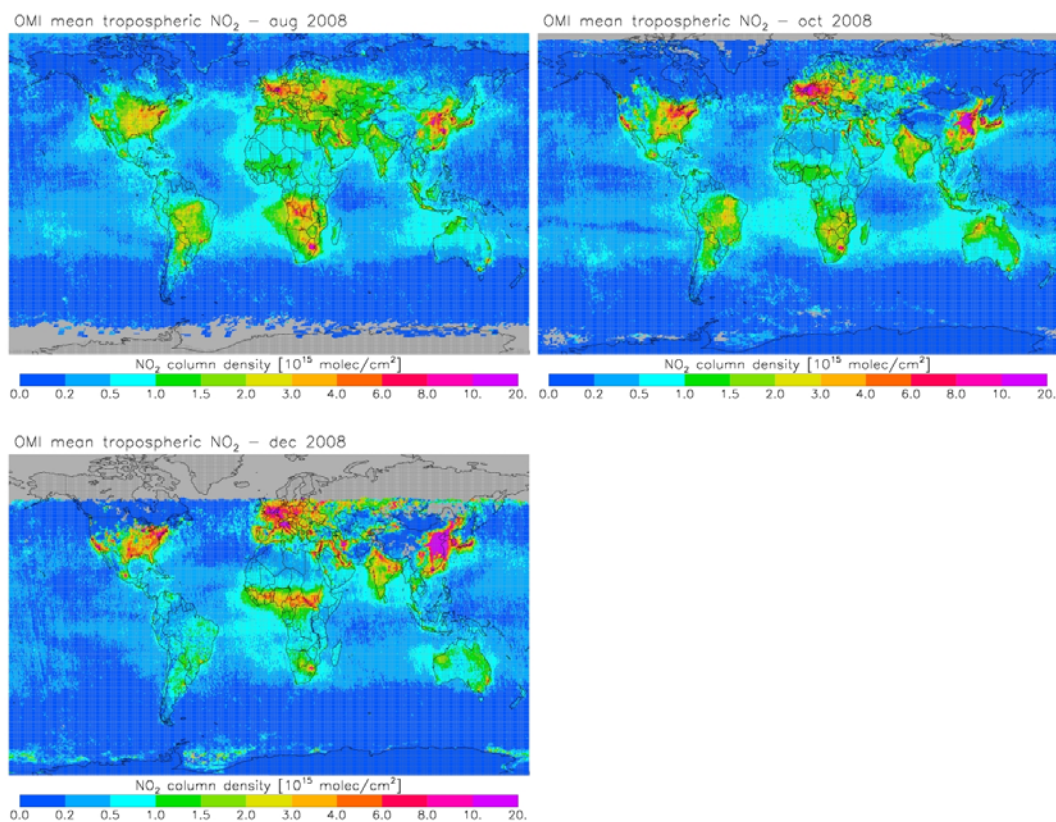 OMI mean tropospheric NO₂ – aug 2008
NO₂ column density [10¹⁵ molec/cm²]
0.0 0.2 0.5 1.0 1.5 2.0 3.0 4.0 6.0 8.0 10. 20.
OMI mean tropospheric NO₂ – oct 2008
NO₂ column density [10¹⁵ molec/cm²]
0.0 0.2 0.5 1.0 1.5 2.0 3.0 4.0 6.0 8.0 10. 20.
OMI mean tropospheric NO₂ – dec 2008
NO₂ column density [10¹⁵ molec/cm²]
0.0 0.2 0.5 1.0 1.5 2.0 3.0 4.0 6.0 8.0 10. 20.